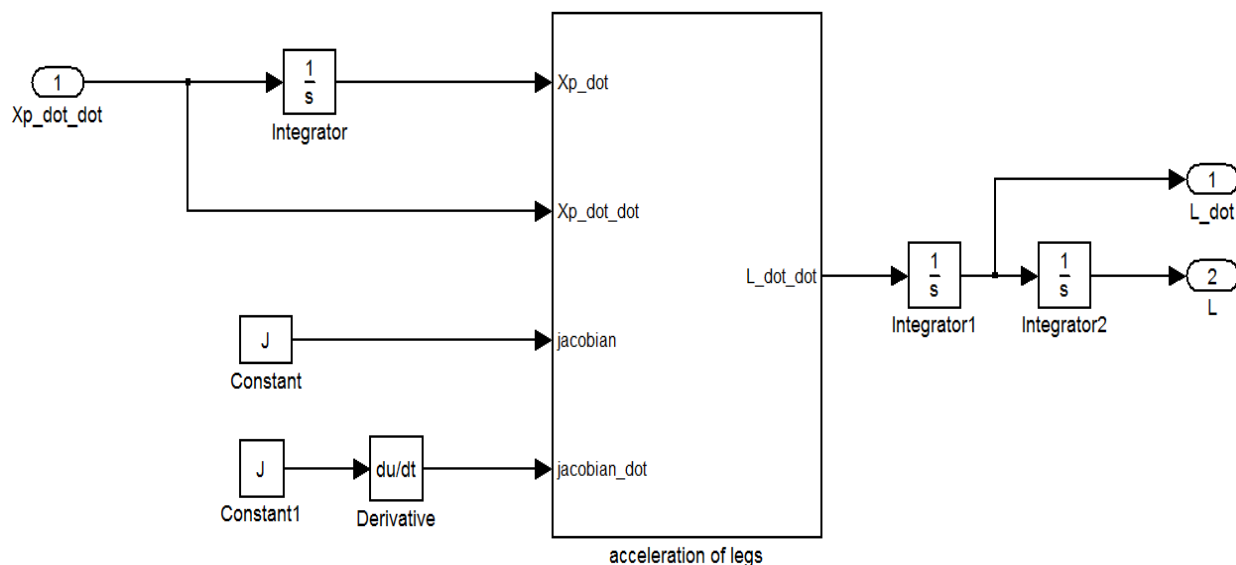 1
Xp_dot_dot
1
s
Integrator
Xp_dot
Xp_dot_dot
J
Constant
jacobian
J
Constant1
du/dt
Derivative
jacobian_dot
L_dot_dot
acceleration of legs
1
s
Integrator1
1
s
Integrator2
1
L_dot
2
L